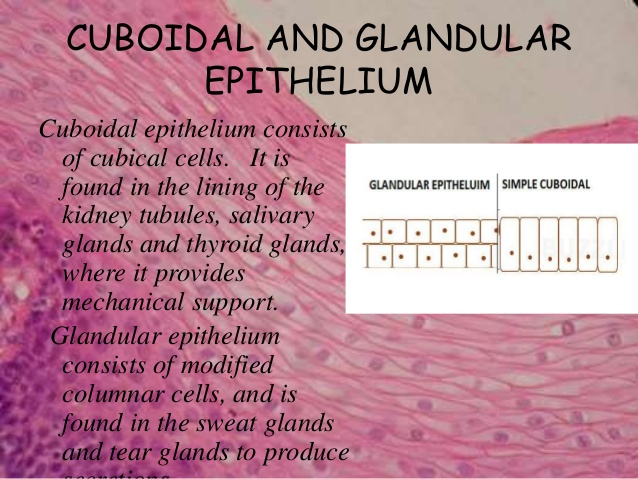 CUBOIDAL AND GLANDULAR
EPITHELIUM
Cuboidal epithelium consists
of cubical cells. It is
found in the lining of the
kidney tubules, salivary
glands and thyroid glands,
where it provides
mechanical support.
Glandular epithelium
consists of modified
columnar cells, and is
found in the sweat glands
and tear glands to produce
secretions
GLANDULAR EPITHELUIM SIMPLE CUBOIDAL